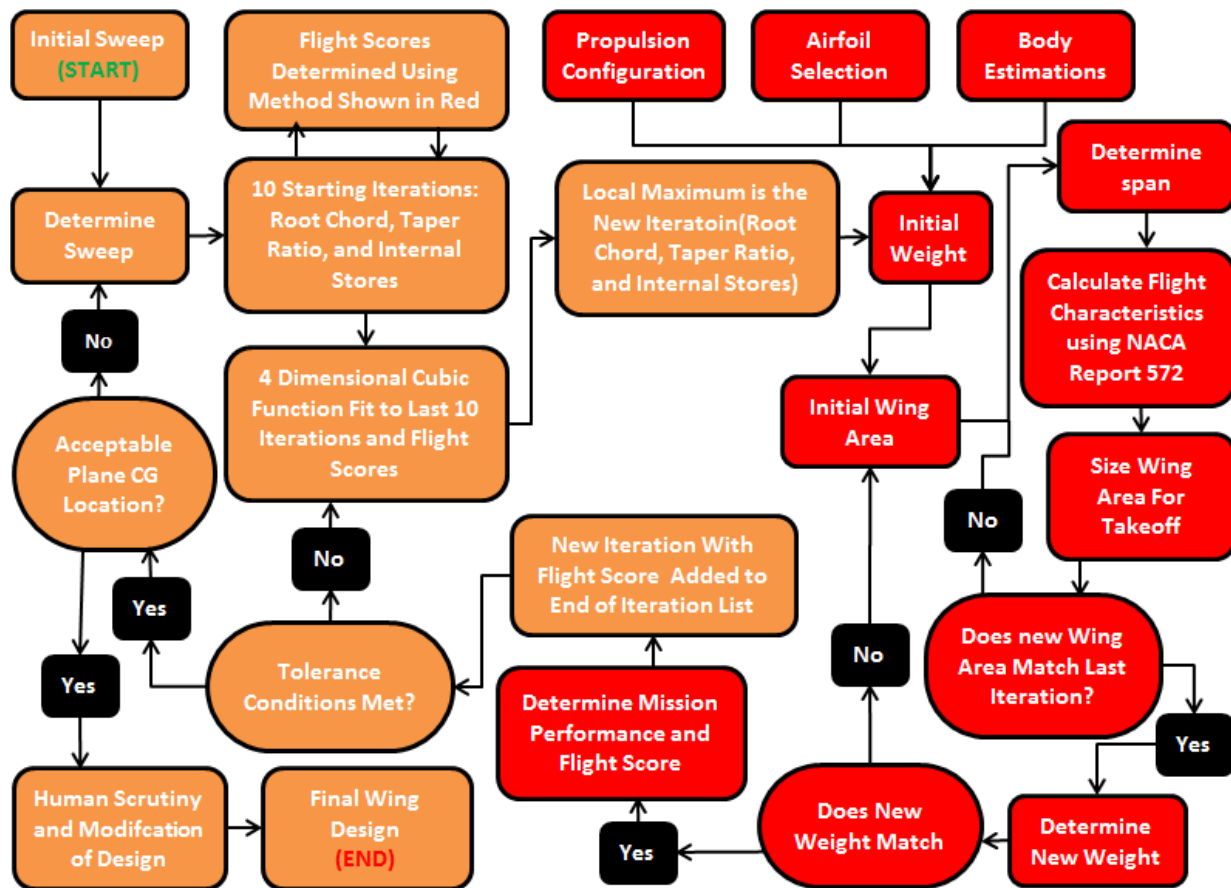 Initial Sweep
(START)
Flight Scores
Determined Using
Method Shown in Red
Propulsion
Configuration
Airfoil
Selection
Body
Estimations
Determine
Sweep
10 Starting Iterations:
Root Chord, Taper
Ratio, and Internal
Stores
Local Maximum is the
New Iteratoin(Root
Chord, Taper Ratio,
and Internal Stores)
Initial
Weight
Determine
span
Calculate Flight
Characteristics
using NACA
Report 572
No
4 Dimensional Cubic
Function Fit to Last 10
Iterations and Flight
Scores
Initial Wing
Area
Acceptable
Plane CG
Location?
Size Wing
Area For
Takeoff
No
No
New Iteration With
Flight Score Added to
End of Iteration List
Yes
Tolerance
Conditions Met?
No
Does new Wing
Area Match Last
Iteration?
Yes
Determine Mission
Performance and
Flight Score
Yes
Human Scrutiny
and Modifcation
of Design
Final Wing
Design
(END)
Yes
Does New
Weight Match
Determine
New Weight